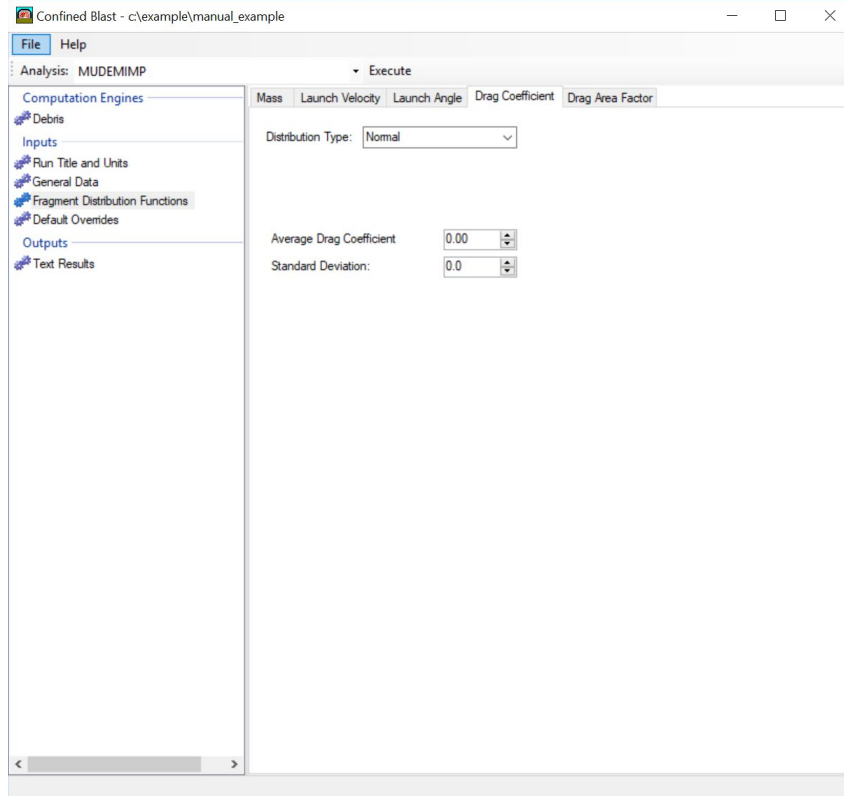 Confined Blast - c:\example\manual_example
File Help
Analysis: MUDEMIMP Execute
Computation Engines
Debris
Inputs
Run Title and Units
General Data
Fragment Distribution Functions
Default Overrides
Outputs
Text Results
Mass Launch Velocity Launch Angle Drag Coefficient Drag Area Factor
Distribution Type: Normal
Average Drag Coefficient 0.00
Standard Deviation: 0.0